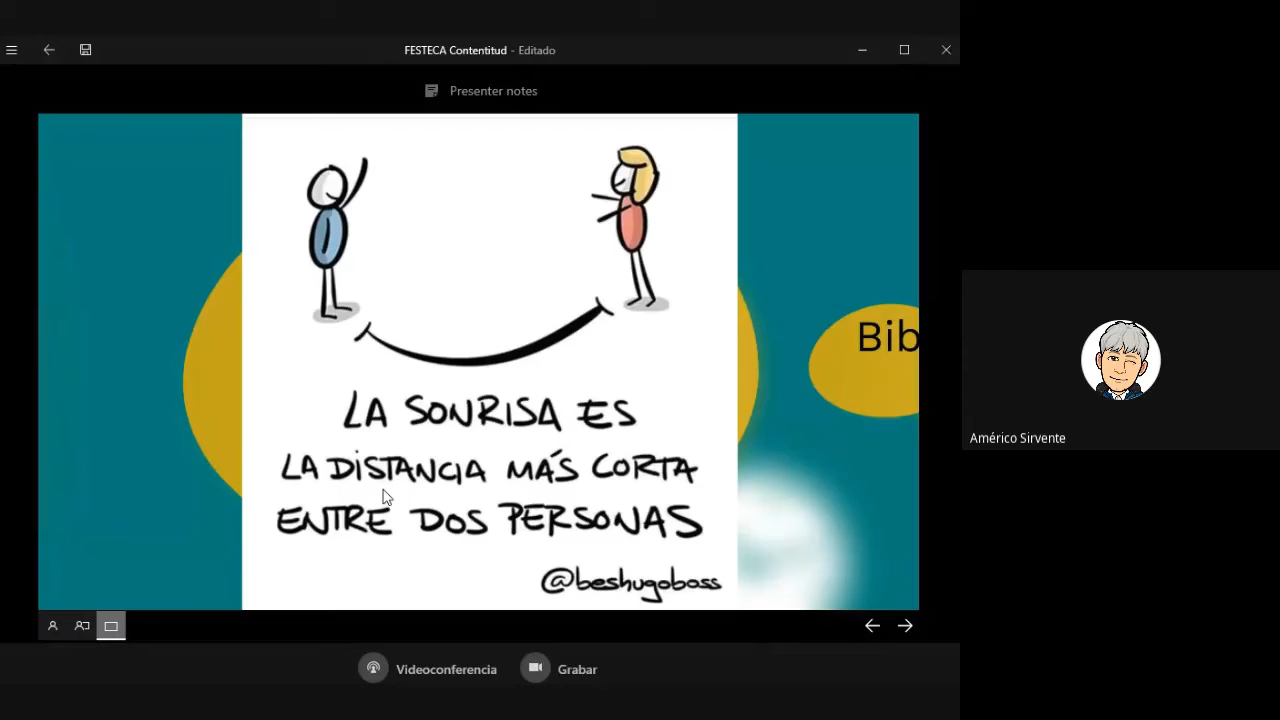 FESTECA Contentitud - Editado
Presenter notes
LA SONRISA ES
LA DISTANCIA MÁS CORTA
ENTRE DOS PERSONAS
@beshugoboss
Bib
Américo Sirvente
Videoconferencia
Grabar